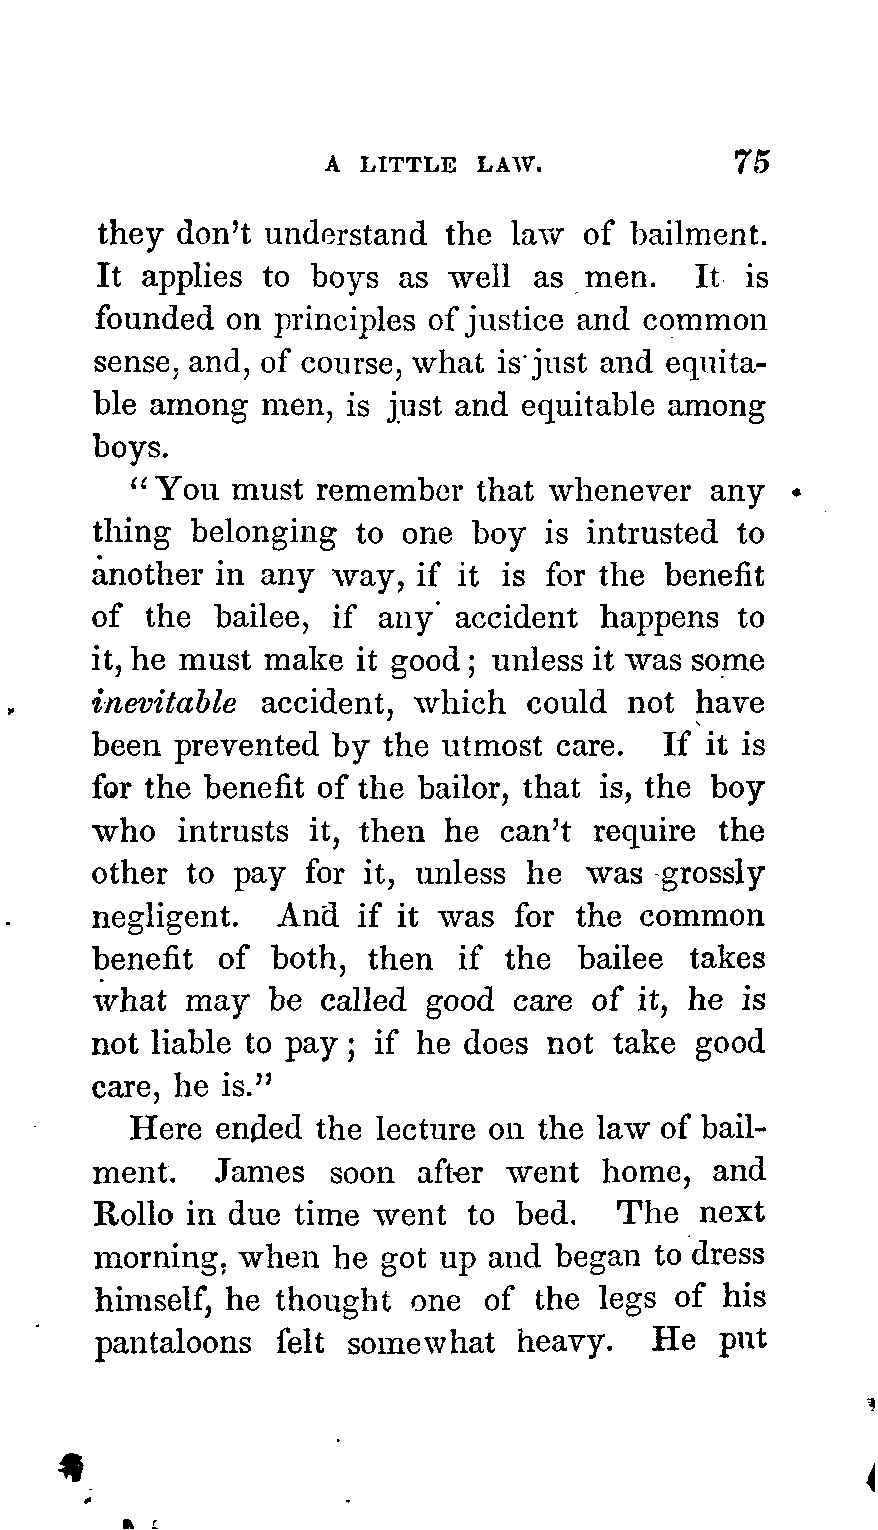 A LITTLE LAW. 75
they don't understand the law of bailment.
It applies to boys as well as men. It is
founded on principles of justice and common
sense, and, of course, what is just and equita-
ble among men, is just and equitable among
boys.
"You must remember that whenever any
thing belonging to one boy is intrusted to
another in any way, if it is for the benefit
of the bailee, if any accident happens to
it, he must make it good; unless it was some
inevitable accident, which could not have
been prevented by the utmost care. If it is
for the benefit of the bailor, that is, the boy
who intrusts it, then he can't require the
other to pay for it, unless he was grossly
negligent. And if it was for the common
benefit of both, then if the bailee takes
what may be called good care of it, he is
not liable to pay; if he does not take good
care, he is."
Here ended the lecture on the law of bail-
ment. James soon after went home, and
Rollo in due time went to bed. The next
morning, when he got up and began to dress
himself, he thought one of the legs of his
pantaloons felt somewhat heavy. He put